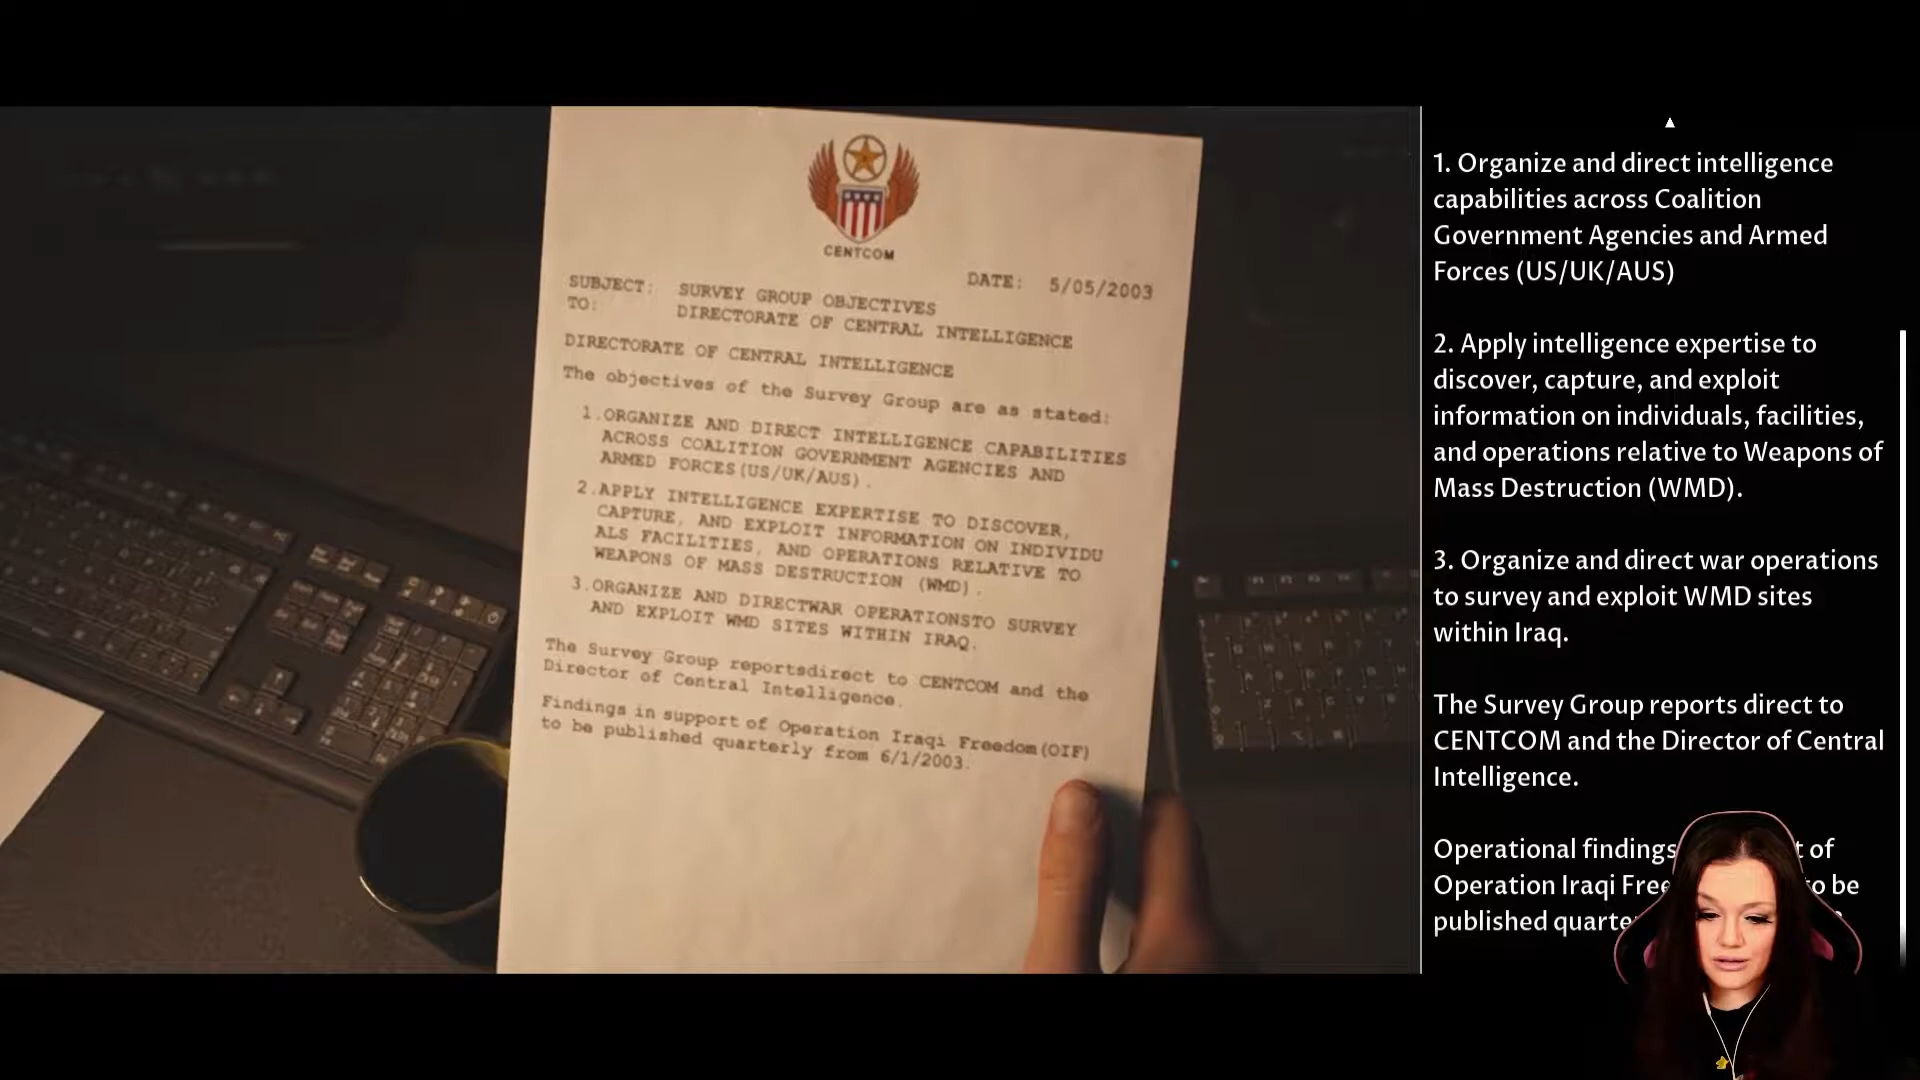 CENTCOM
DATE: 5/05/2003
SUBJECT: SURVEY GROUP OBJECTIVES
TO: DIRECTORATE OF CENTRAL INTELLIGENCE
DIRECTORATE OF CENTRAL INTELLIGENCE
The objectives of the Survey Group are as stated:
1.ORGANIZE AND DIRECT INTELLIGENCE CAPABILITIES
ACROSS COALITION GOVERNMENT AGENCIES AND
ARMED FORCES(US/UK/AUS).
2.APPLY INTELLIGENCE EXPERTISE TO DISCOVER,
CAPTURE, AND EXPLOIT INFORMATION ON INDIVIDU
ALS FACILITIES, AND OPERATIONS RELATIVE TO
WEAPONS OF MASS DESTRUCTION (WMD).
3.ORGANIZE AND DIRECTWAR OPERATIONSTO SURVEY
AND EXPLOIT WMD SITES WITHIN IRAQ.
The Survey Group reportsdirect to CENTCOM and the
Director of Central Intelligence.
Findings in support of Operation Iraqi Freedom(OIF)
to be published quarterly from 6/1/2003.
1. Organize and direct intelligence
capabilities across Coalition
Government Agencies and Armed
Forces (US/UK/AUS)
2. Apply intelligence expertise to
discover, capture, and exploit
information on individuals, facilities,
and operations relative to Weapons of
Mass Destruction (WMD).
3. Organize and direct war operations
to survey and exploit WMD sites
within Iraq.
The Survey Group reports direct to
CENTCOM and the Director of Central
Intelligence.
Operational findings of
Operation Iraqi to be
published